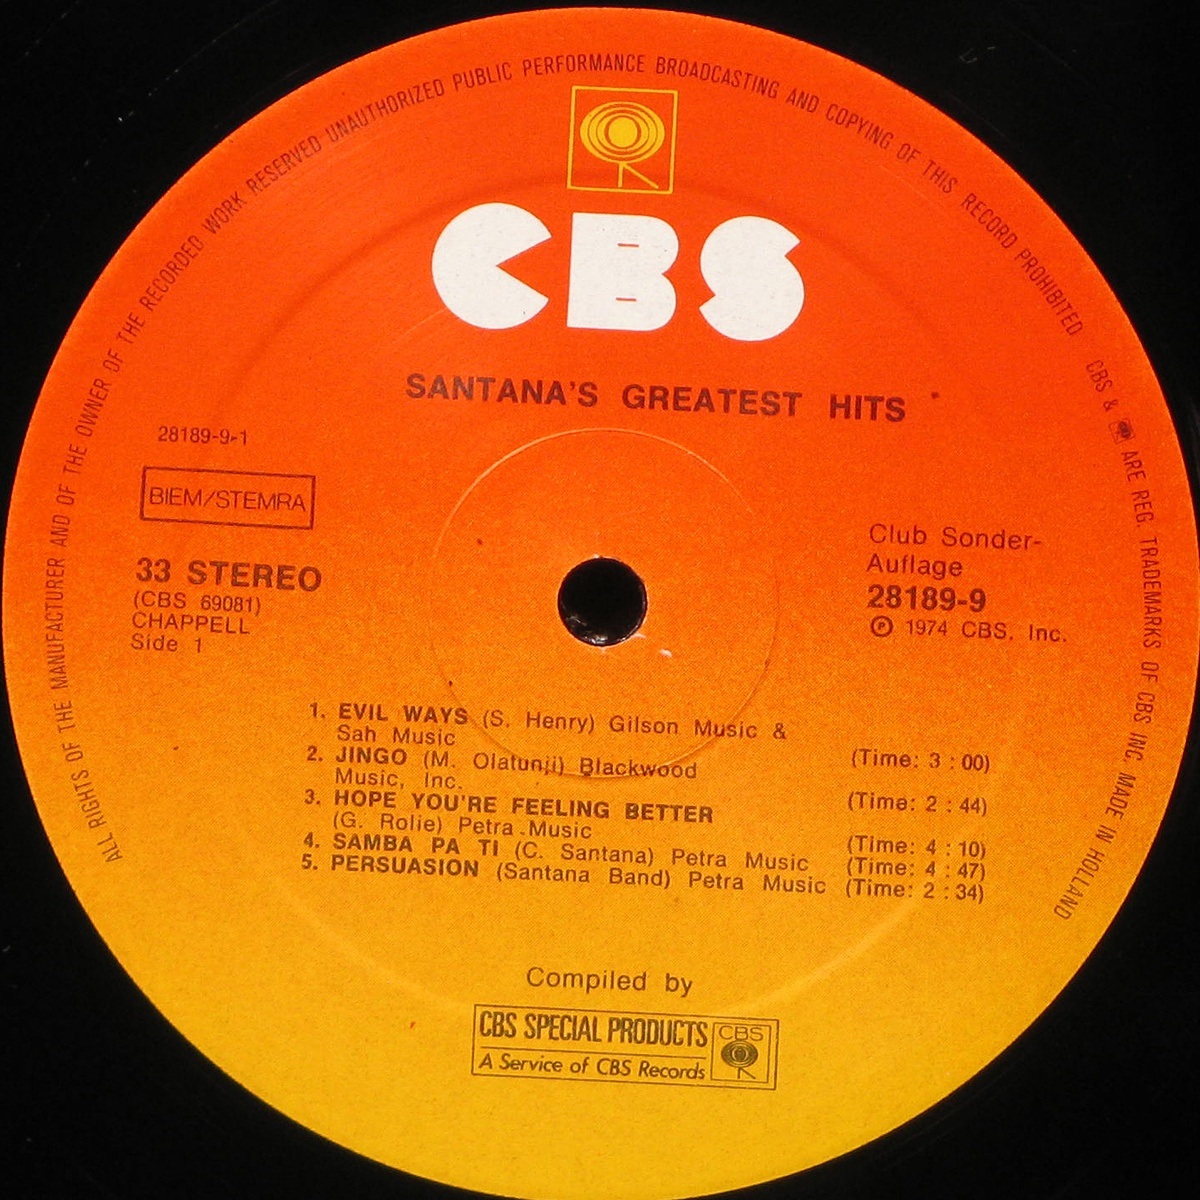 ALL RIGHTS OF THE MANUFACTURER AND OF THE OWNER OF THE RECORDED WORK RESERVED UNAUTHORIZED PUBLIC PERFORMANCE BROADCASTING AND COPYING OF THIS RECORD PROHIBITED CBS & ARE REG. TRADEMARKS OF CBS INC. MADE IN HOLLAND
CBS
SANTANA'S GREATEST HITS
28189-9-1
BIEM/STEMRA
33 STEREO
(CBS 69081)
CHAPPELL
Side 1
Club Sonder-
Auflage
28189-9
℗ 1974 CBS, Inc.
1. EVIL WAYS (S. Henry) Gilson Music &
Sah Music (Time: 3 : 00)
2. JINGO (M. Olatunji) Blackwood
Music, Inc. (Time: 2 : 44)
3. HOPE YOU'RE FEELING BETTER
(G. Rolie) Petra Music (Time: 4 : 10)
4. SAMBA PA TI (C. Santana) Petra Music (Time: 4 : 47)
5. PERSUASION (Santana Band) Petra Music (Time: 2 : 34)
Compiled by
CBS SPECIAL PRODUCTS
A Service of CBS Records
CBS